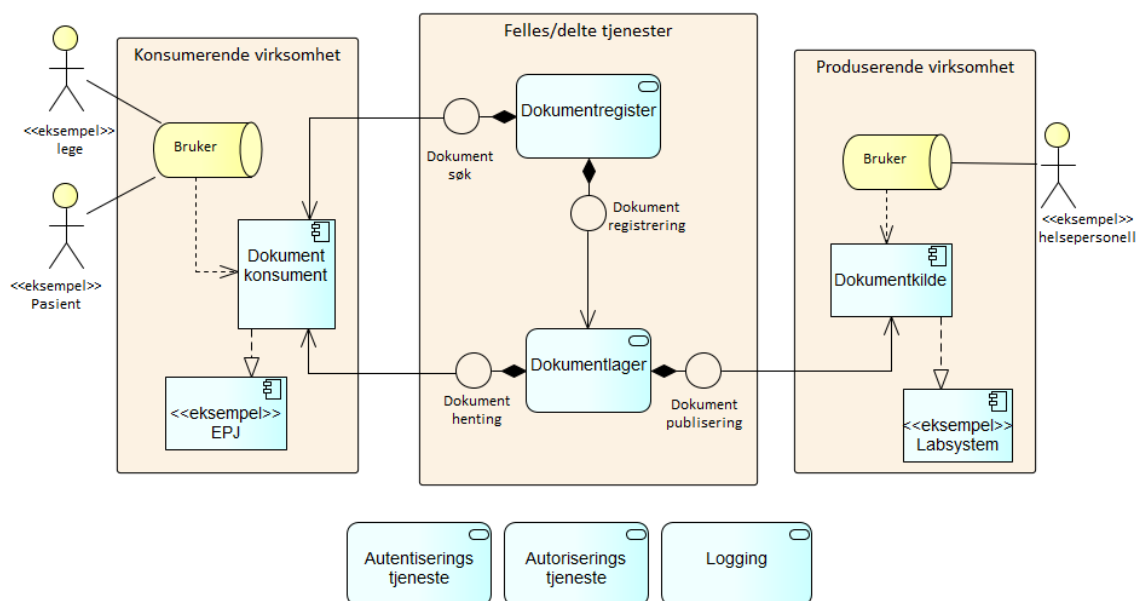 Felles/delte tjenester
Konsumerende virksomhet
Produserende virksomhet
<<eksempel>>
lege
Bruker
<<eksempel>>
Pasient
Dokument
konsument
<<eksempel>>
EPJ
Dokumentregister
Dokument
søk
Dokument
registrering
Dokumentlager
Dokument
henting
Dokument
publisering
Bruker
<<eksempel>>
helsepersonell
Dokumentkilde
<<eksempel>>
Labsystem
Autentiserings
tjeneste
Autoriserings
tjeneste
Logging